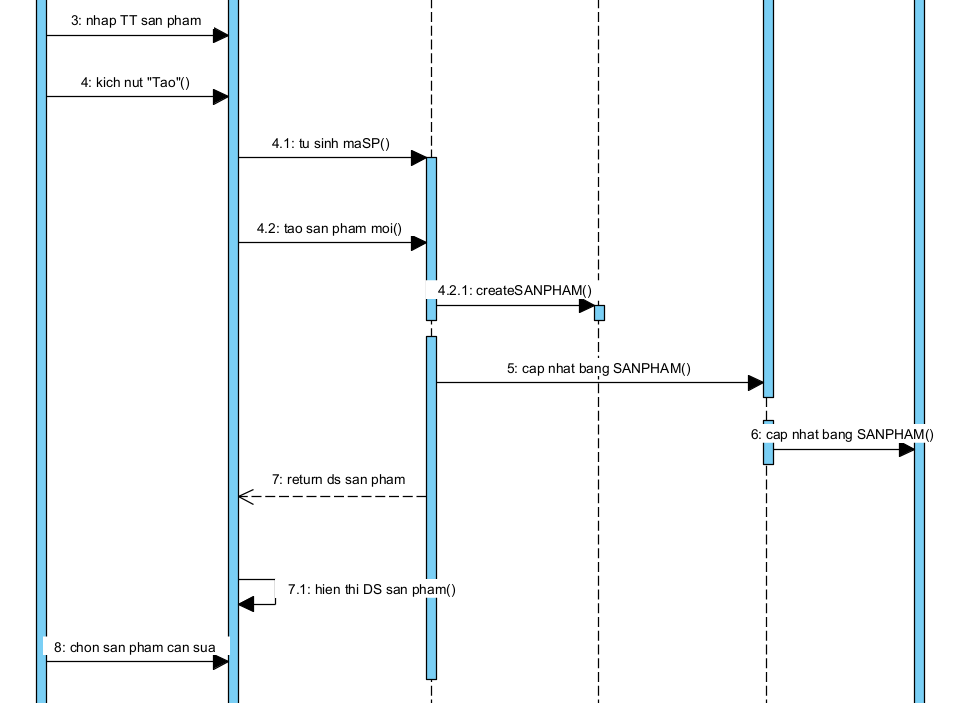 3: nhap TT san pham
4: kich nut "Tao"()
4.1: tu sinh maSP()
4.2: tao san pham moi()
4.2.1: createSANPHAM()
5: cap nhat bang SANPHAM()
6: cap nhat bang SANPHAM()
7: return ds san pham
7.1: hien thi DS san pham()
8: chon san pham can sua